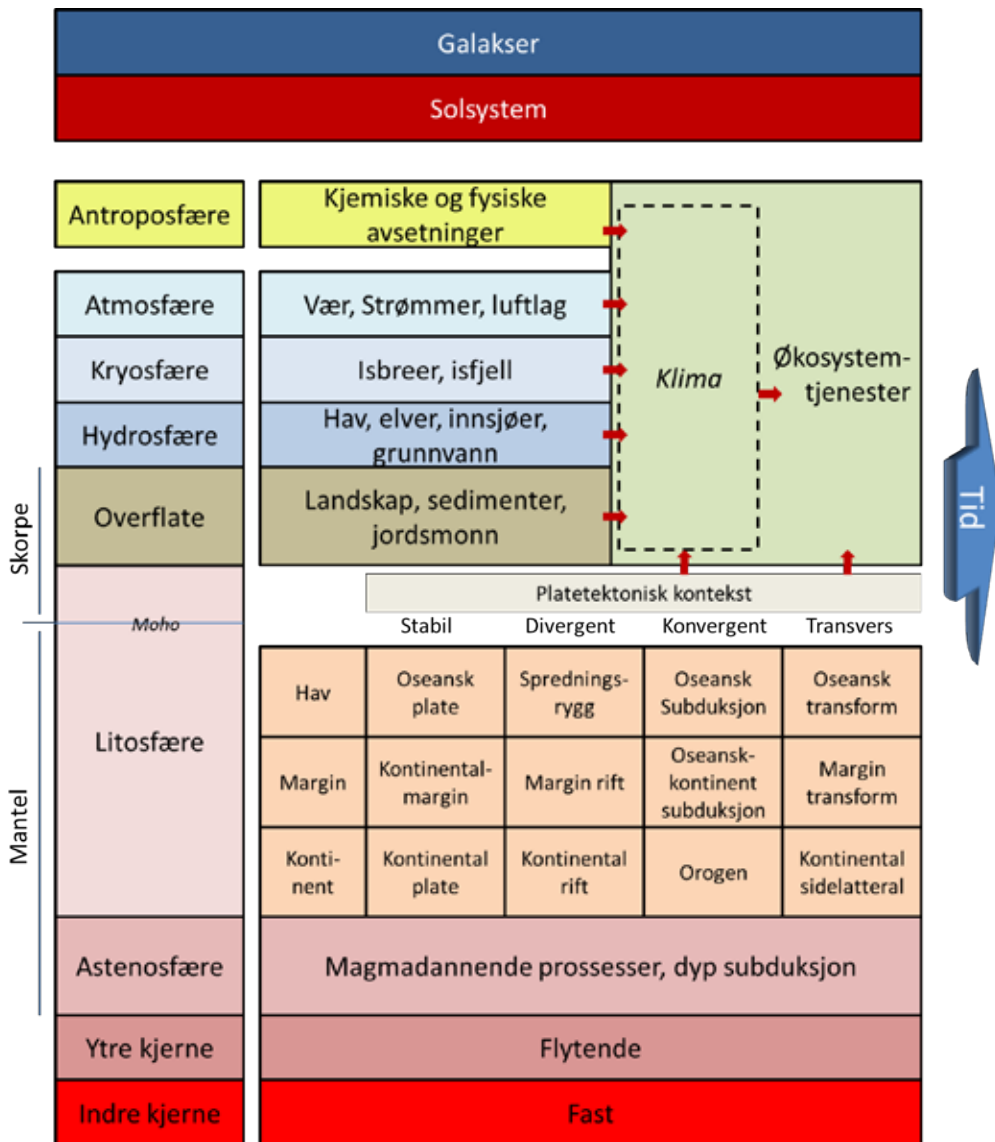 Galakser
Solsystem
Antroposfære
Kjemiske og fysiske
avsetninger
Atmosfære
Vær, Strømmer, luftlag
Kryosfære
Isbreer, isfjell
Hydrosfære
Hav, elver, innsjøer,
grunnvann
Overflate
Landskap, sedimenter,
jordsmonn
Klima
Økosystem-
tjenester
Tid
Skorpe
Mantel
Moho
Litosfære
Platetektonisk kontekst
Stabil
Divergent
Konvergent
Transvers
Hav
Oseansk
plate
Sprednings-
rygg
Oseansk
Subduksjon
Oseansk
transform
Margin
Kontinental-
margin
Margin rift
Oseansk-
kontinent
subduksjon
Margin
transform
Konti-
nent
Kontinental
plate
Kontinental
rift
Orogen
Kontinental
sidelatteral
Astenosfære
Magmadannende prossesser, dyp subduksjon
Ytre kjerne
Flytende
Indre kjerne
Fast